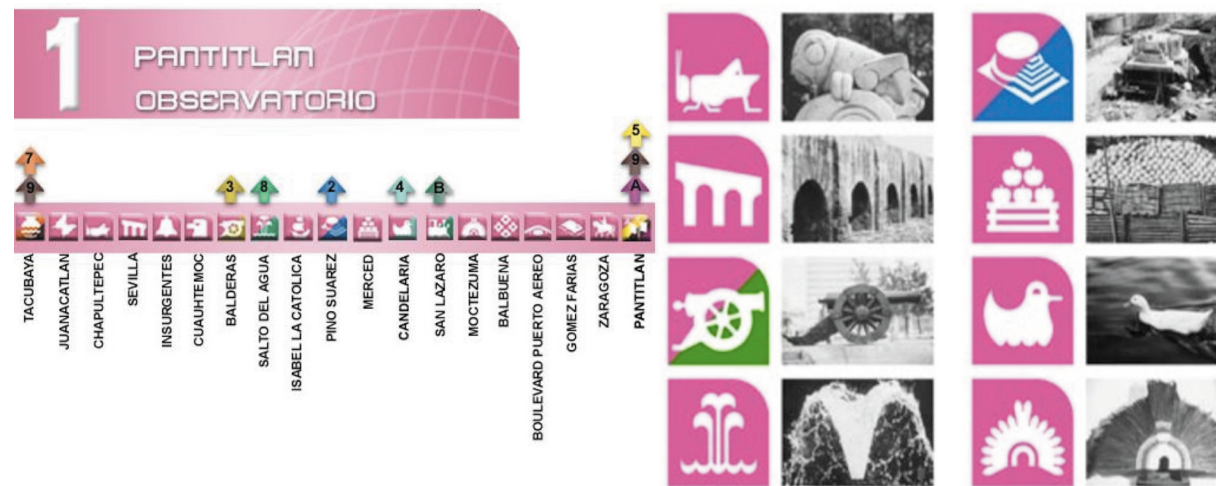 1
PANTITLAN
OBSERVATORIO
5
7
9
9
3
8
2
4
B
A
TACUBAYA
JUANACATLAN
CHAPULTEPEC
SEVILLA
INSURGENTES
CUAUHTEMOC
BALDERAS
SALTO DEL AGUA
ISABEL LA CATOLICA
PINO SUAREZ
MERCED
CANDELARIA
SAN LAZARO
MOCTEZUMA
BALBUENA
BOULEVARD PUERTO AEREO
GOMEZ FARIAS
ZARAGOZA
PANTITLAN